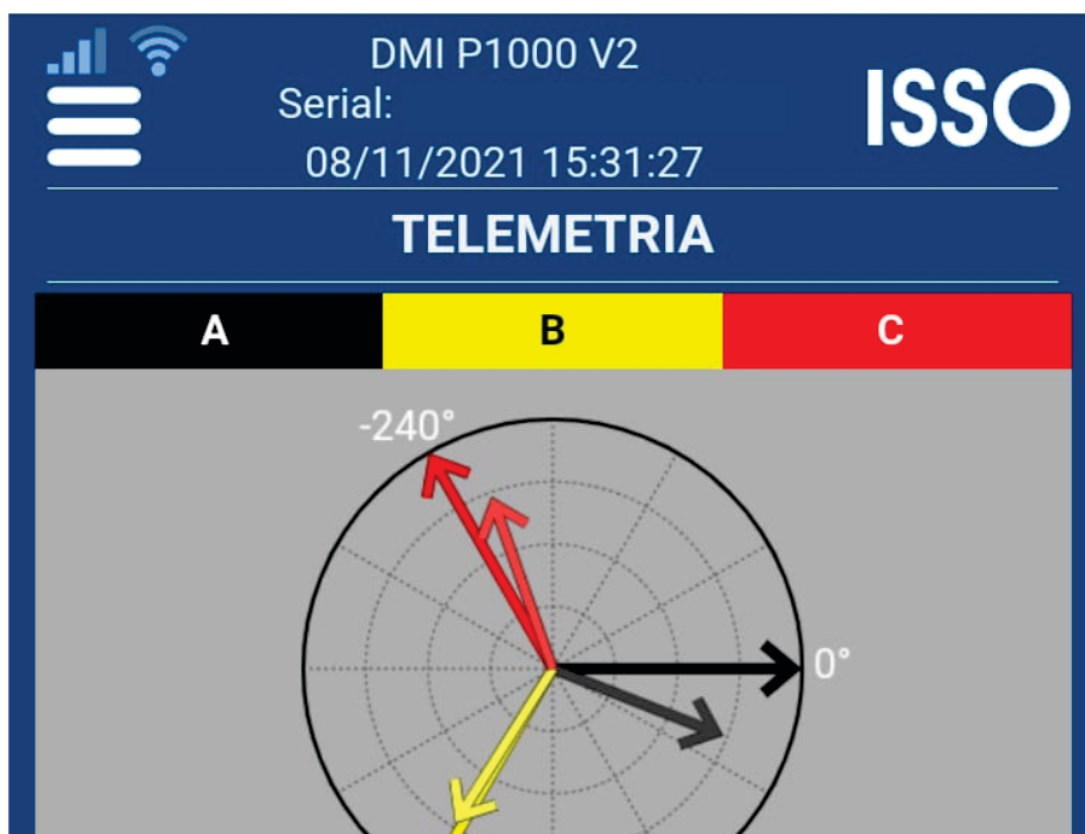 DMI P1000 V2
Serial:
ISSO
08/11/2021 15:31:27
TELEMETRIA
A B C
-240°
0°